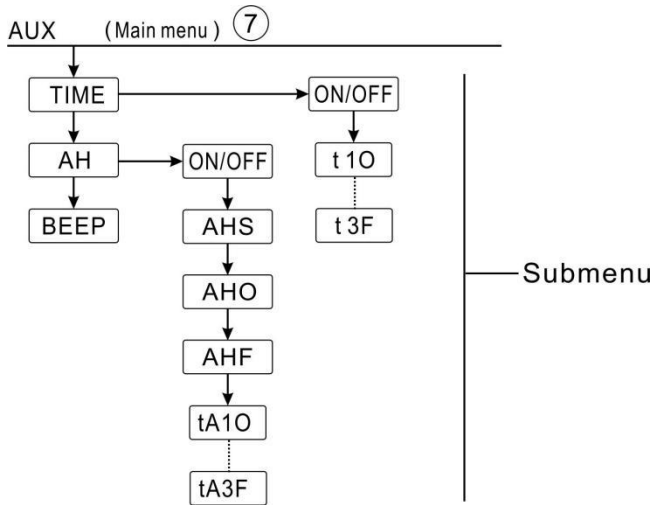 AUX (Main menu) 7
TIME ON/OFF
AH ON/OFF t 1O
BEEP AHS t 3F
AHO Submenu
AHF
tA1O
tA3F